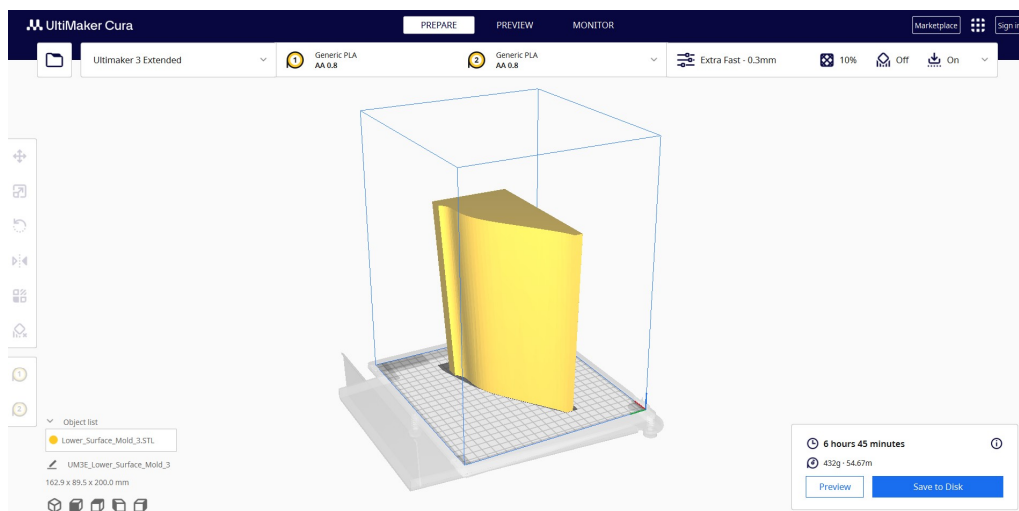 UltiMaker Cura
PREPARE PREVIEW MONITOR
Marketplace Sign in
Ultimaker 3 Extended
1 Generic PLA
AA 0.8
2 Generic PLA
AA 0.8
Extra Fast - 0.3mm 10% Off On
1
2
Object list
Lower_Surface_Mold_3.STL
UM3E_Lower_Surface_Mold_3
162.9 x 89.5 x 200.0 mm
6 hours 45 minutes
432g · 54.67m
Preview Save to Disk